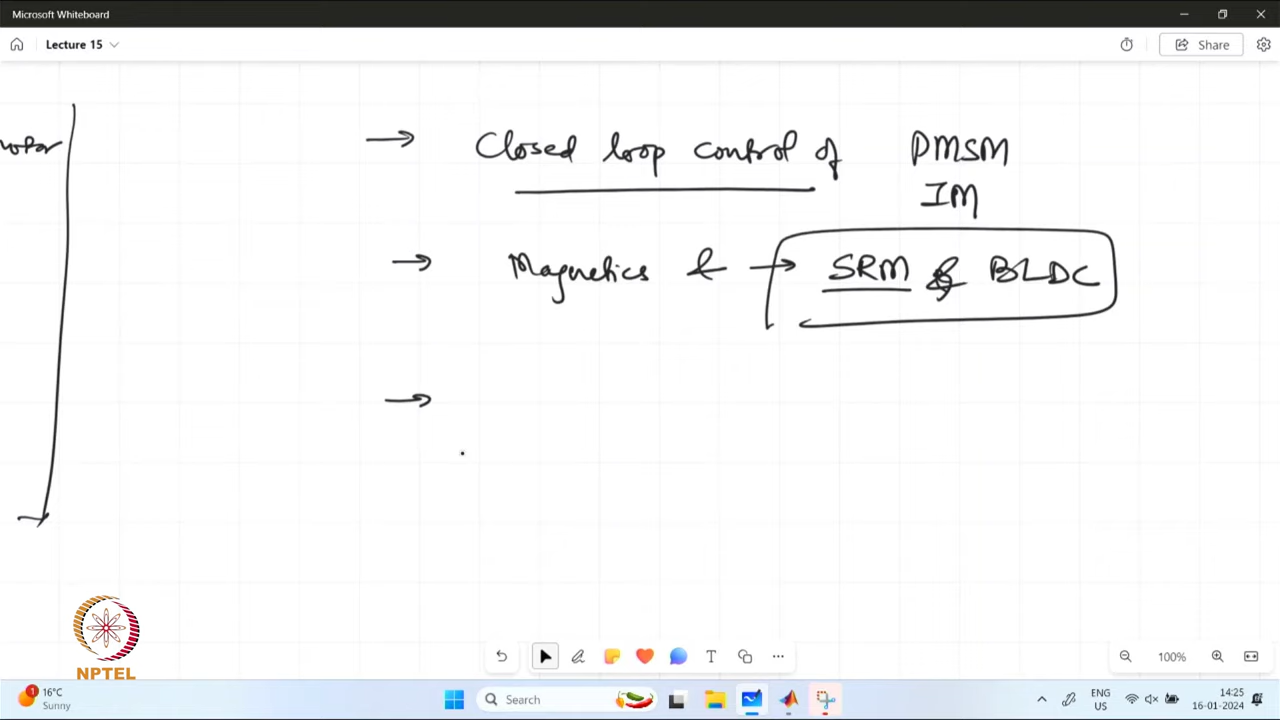 Microsoft Whiteboard
Lecture 15
Share
→ Closed loop control of PMSM
IM
→ Magnetics & → SRM & BLDC
→
NPTEL
100%
1
16°C
Sunny
Search
ENG
US
14:25
16-01-2024